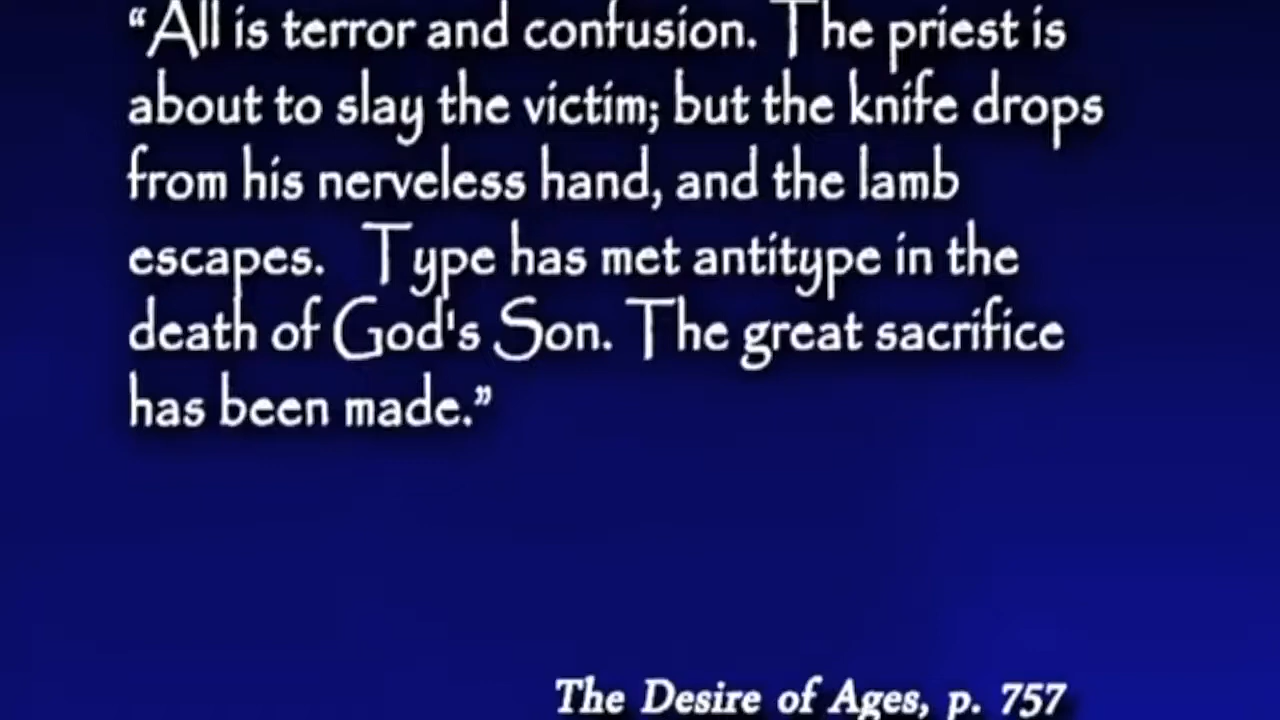 “All is terror and confusion. The priest is
about to slay the victim; but the knife drops
from his nerveless hand, and the lamb
escapes. Type has met antitype in the
death of God's Son. The great sacrifice
has been made.”
The Desire of Ages, p. 757